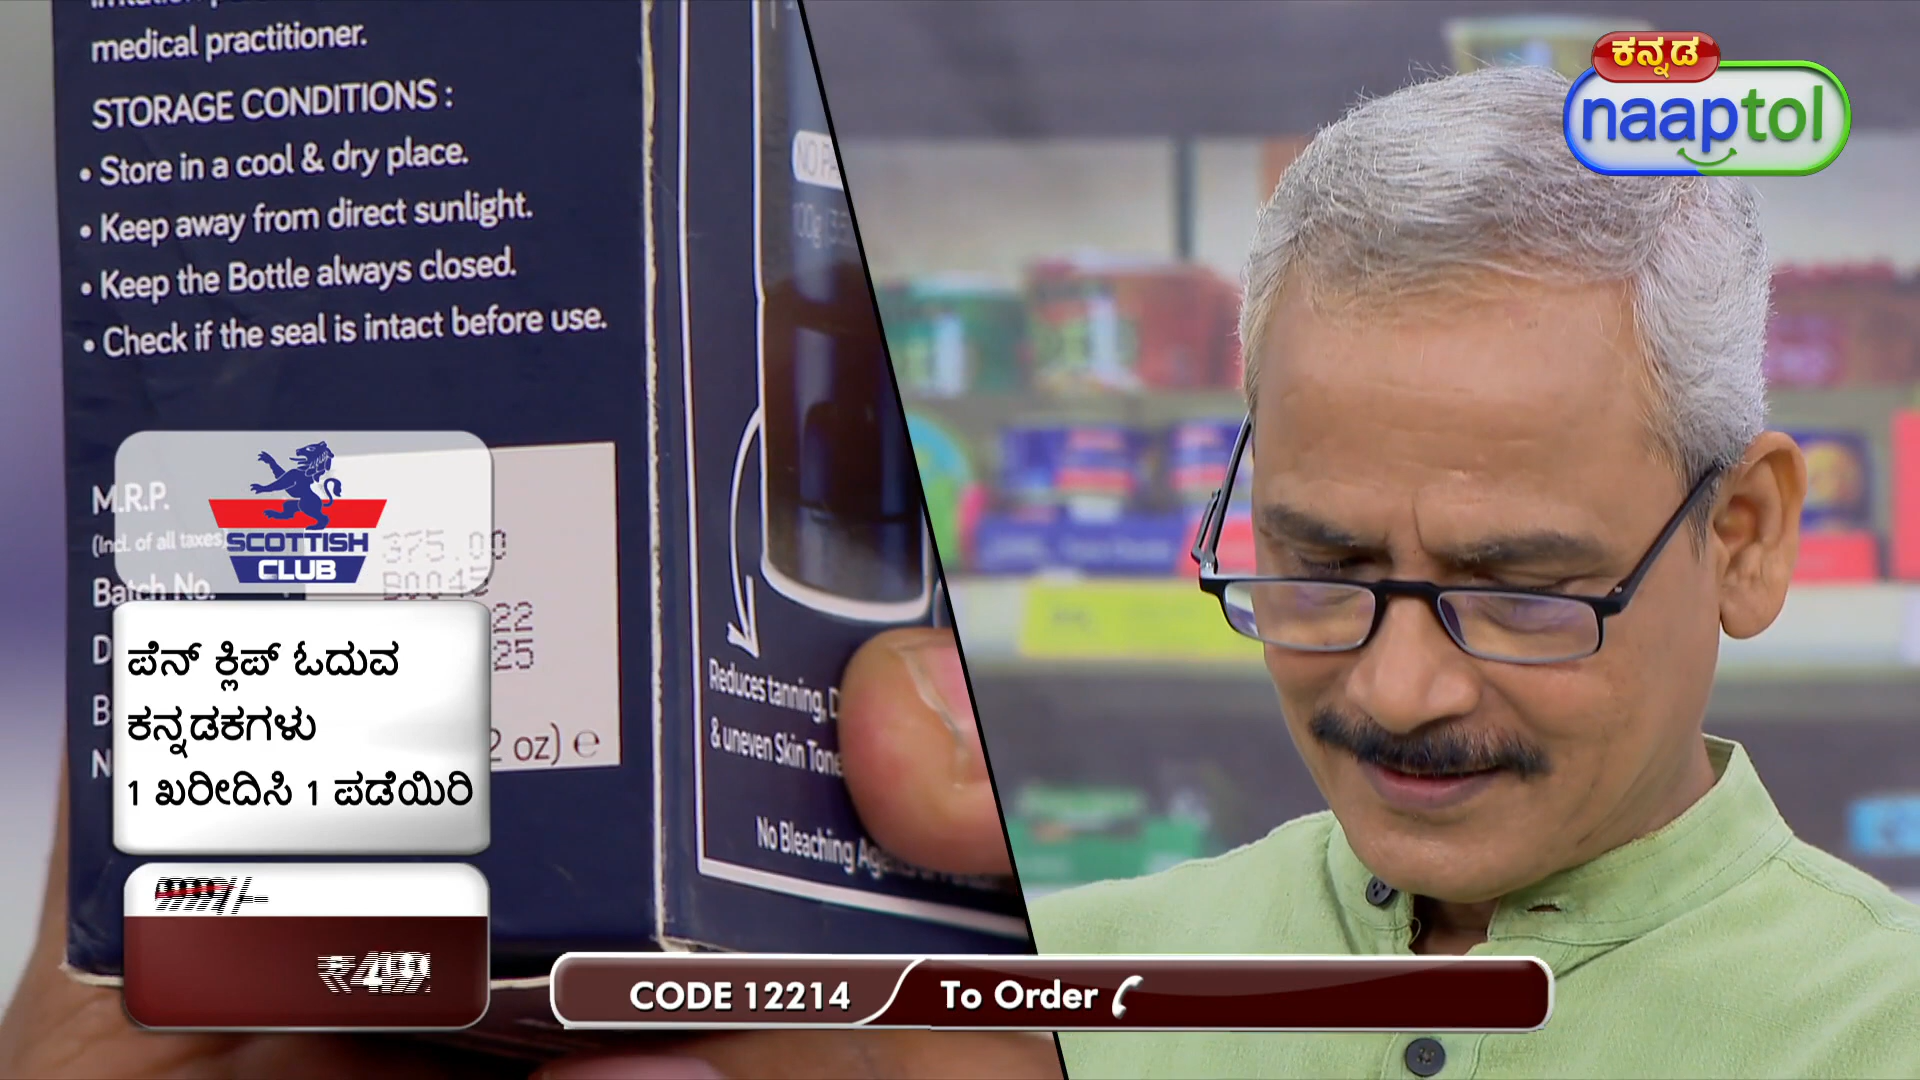 medical practitioner.
STORAGE CONDITIONS :
• Store in a cool & dry place.
• Keep away from direct sunlight.
• Keep the Bottle always closed.
• Check if the seal is intact before use.
M.R.P.
(Incl. of all taxes
375.00
Batch No.
22
25
2 oz) e
SCOTTISH
CLUB
ಪೆನ್ ಕ್ಲಿಪ್ ಓದುವ
ಕನ್ನಡಕಗಳು
1 ಖರೀದಿಸಿ 1 ಪಡೆಯಿರಿ
Reduces tanning,
& uneven Skin Tone
No Bleaching
CODE 12214
To Order
ಕನ್ನಡ
naaptol